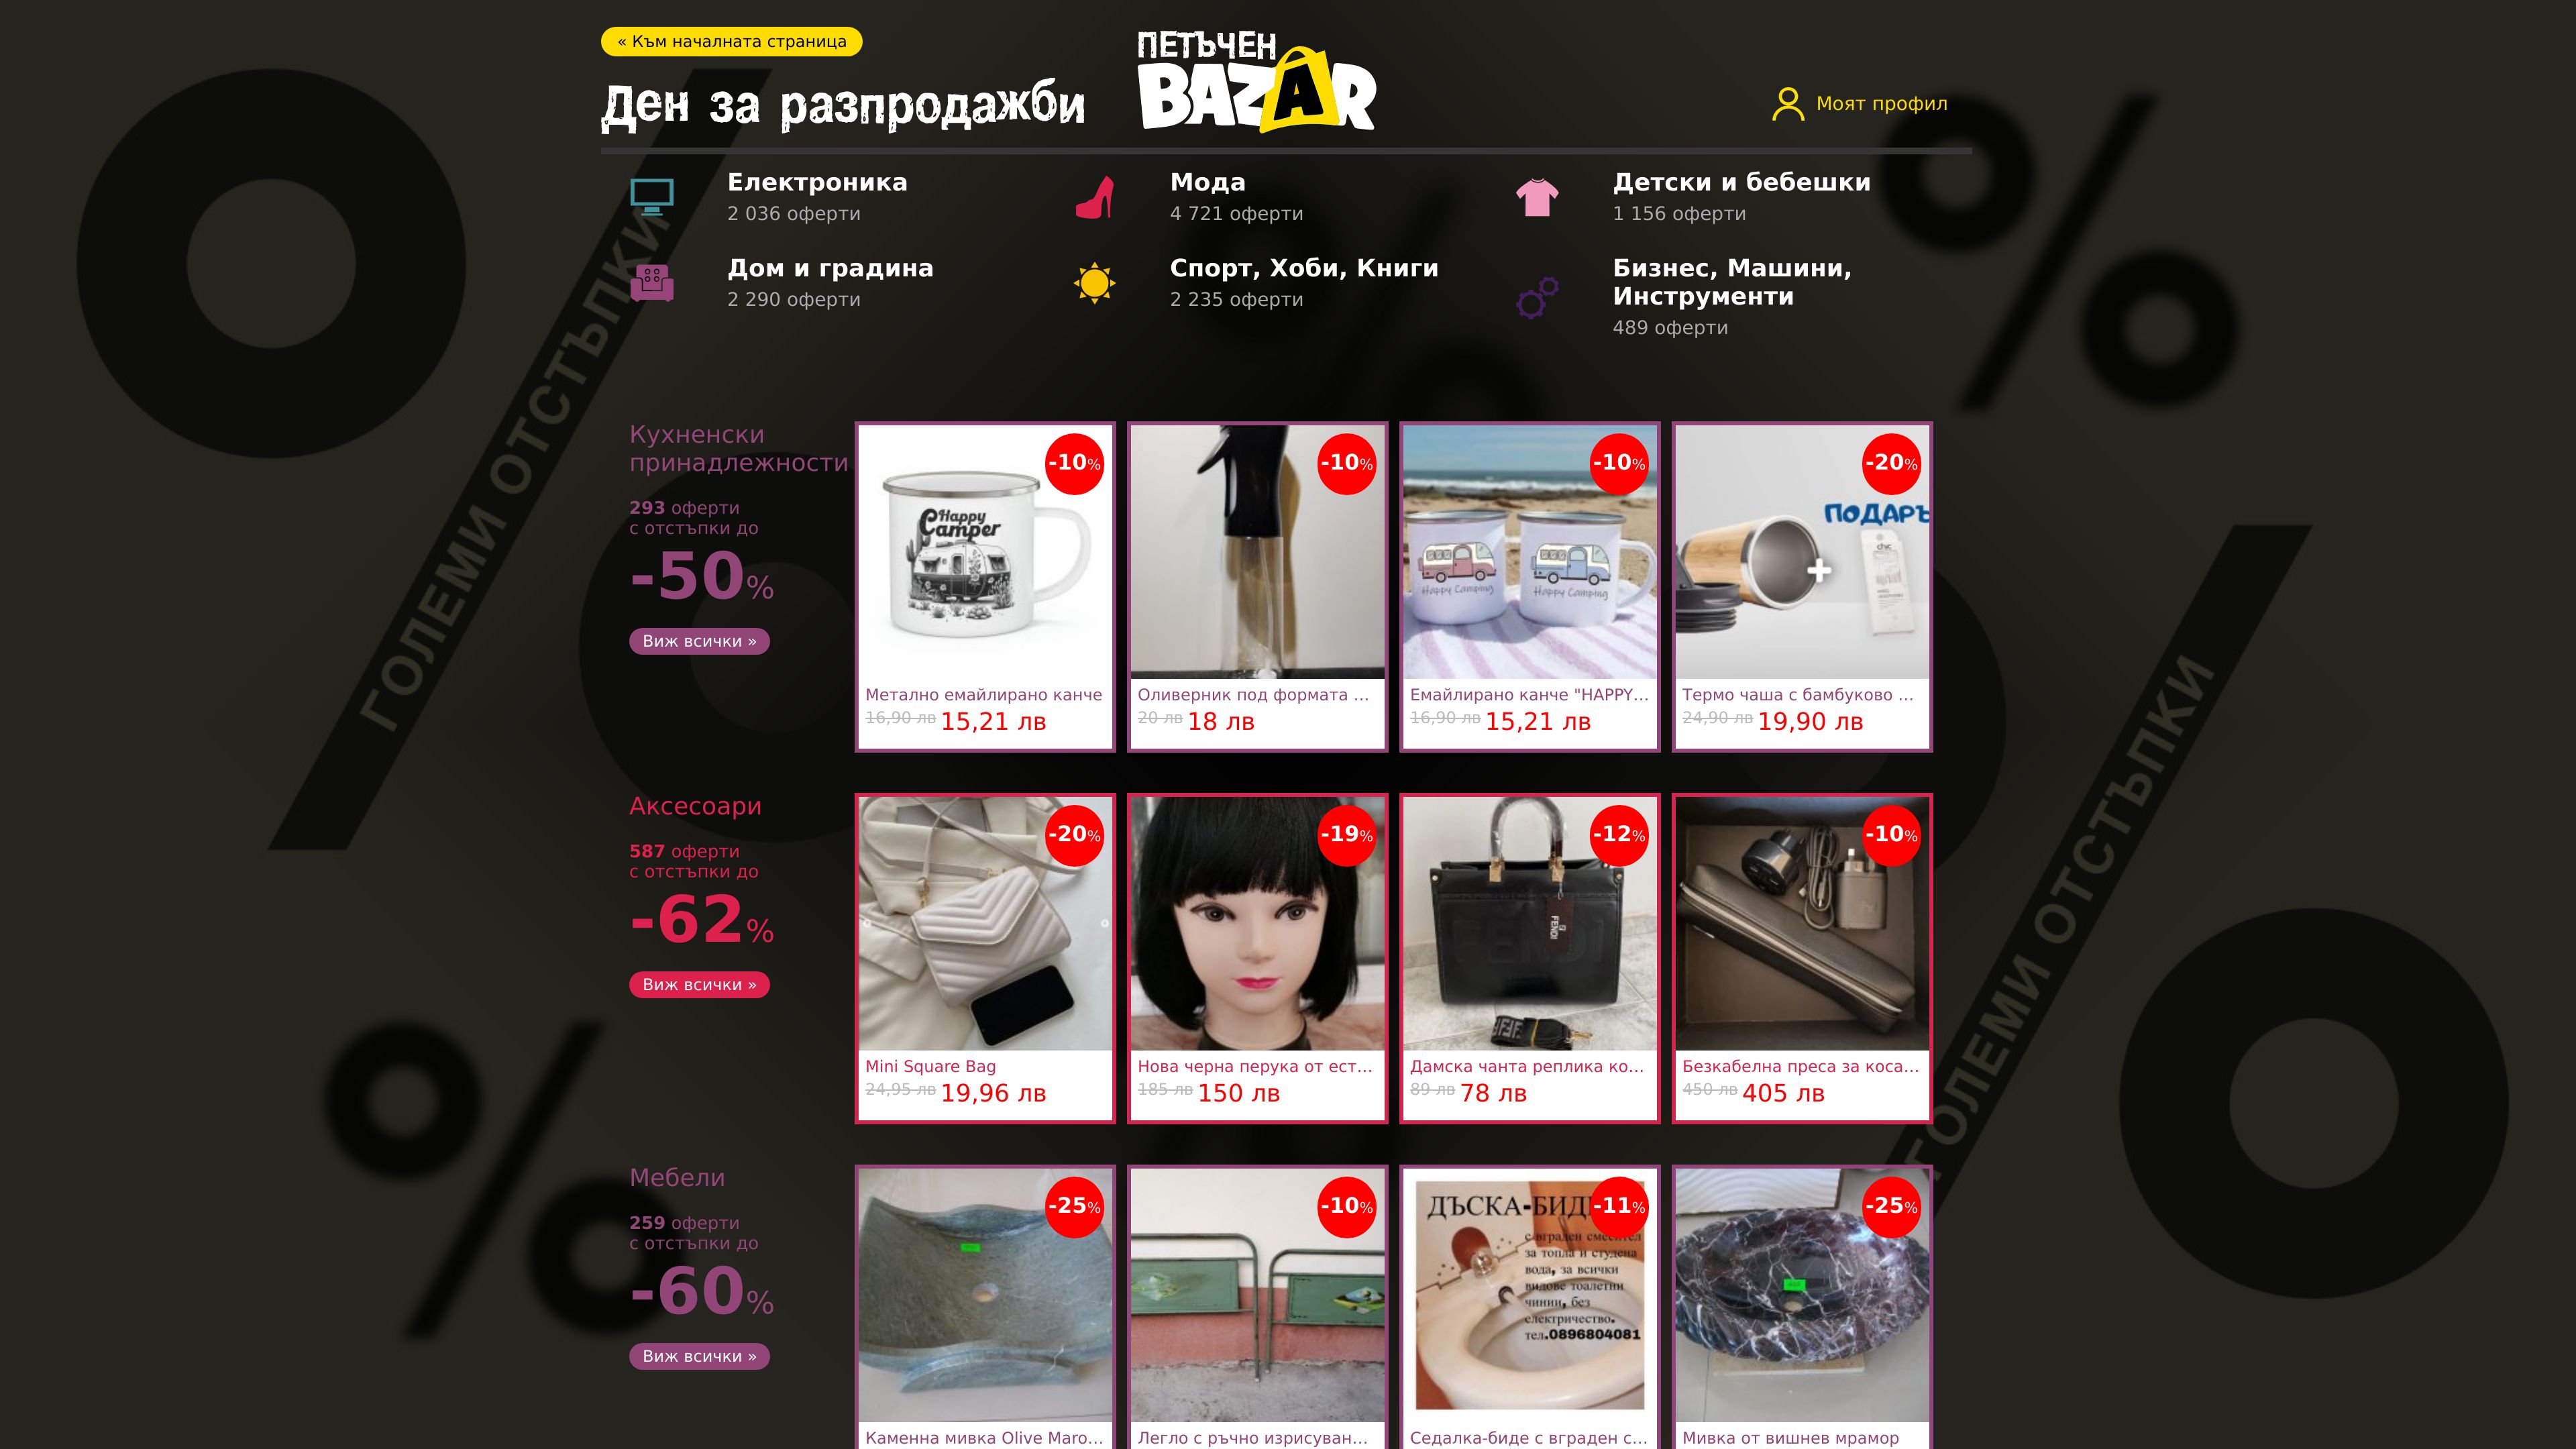 « Към началната страница
Ден за разпродажби
ПЕТЪЧЕН
BAZAR
Моят профил
Електроника
2 036 оферти
Мода
4 721 оферти
Детски и бебешки
1 156 оферти
Дом и градина
2 290 оферти
Спорт, Хоби, Книги
2 235 оферти
Бизнес, Машини,
Инструменти
489 оферти
ГОЛЕМИ ОТСТЪПКИ
ГОЛЕМИ ОТСТЪПКИ
Кухненски
принадлежности
293 оферти
с отстъпки до
-50%
Виж всички »
-10%
Happy
Camper
Метално емайлирано канче
16,90 лв 15,21 лв
-10%
Оливерник под формата ...
20 лв 18 лв
-10%
Happy Camping
Happy Camping
Емайлирано канче "HAPPY...
16,90 лв 15,21 лв
-20%
ПОДАРЪ
chic
Термо чаша с бамбуково ...
24,90 лв 19,90 лв
Аксесоари
587 оферти
с отстъпки до
-62%
Виж всички »
-20%
Mini Square Bag
24,95 лв 19,96 лв
-19%
Нова черна перука от ест...
185 лв 150 лв
-12%
FENDI
FENDI
Дамска чанта реплика ко...
89 лв 78 лв
-10%
Безкабелна преса за коса...
450 лв 405 лв
Мебели
259 оферти
с отстъпки до
-60%
Виж всички »
-25%
Каменна мивка Olive Maro...
-10%
Легло с ръчно изрисуван...
-11%
ДЪСКА-БИД
с вграден смесител
за топла и студена
вода, за всички
видове тоалетни
чинии, без
електричество.
тел.0896804081
Седалка-биде с вграден с...
-25%
Мивка от вишнев мрамор